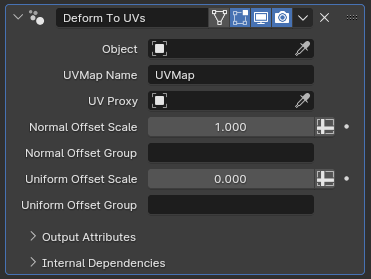 Deform To UVs
Object
UVMap Name UVMap
UV Proxy
Normal Offset Scale 1.000
Normal Offset Group
Uniform Offset Scale 0.000
Uniform Offset Group
Output Attributes
Internal Dependencies